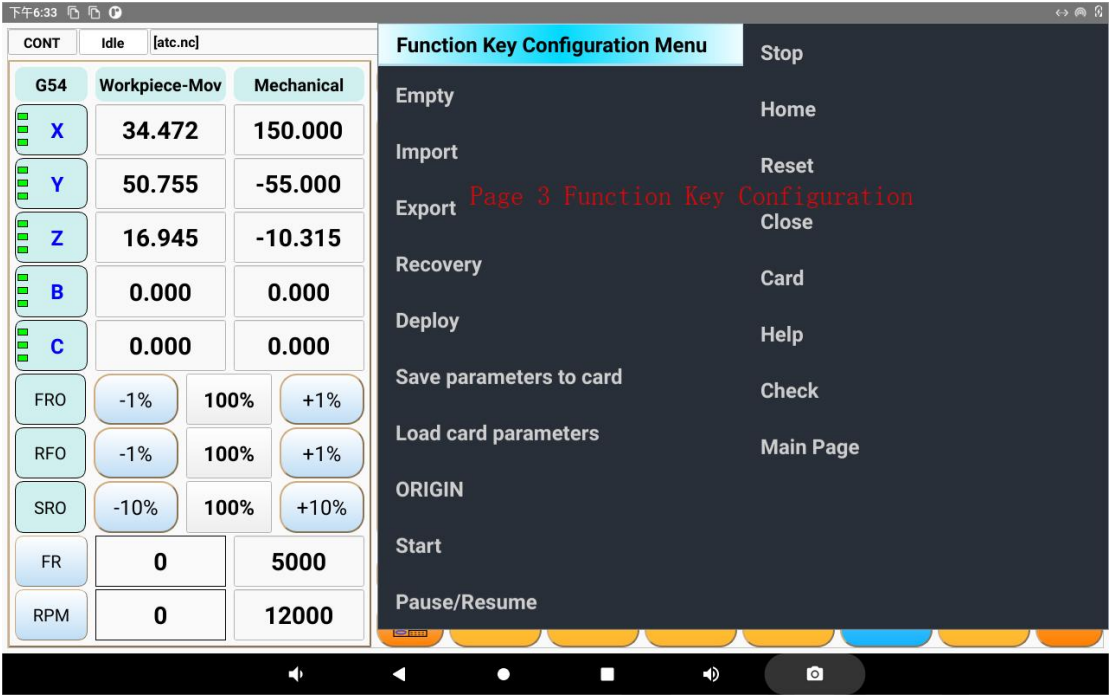 下午6:33
CONT Idle [atc.nc]
G54 Workpiece-Mov Mechanical
X 34.472 150.000
Y 50.755 -55.000
Z 16.945 -10.315
B 0.000 0.000
C 0.000 0.000
FRO -1% 100% +1%
RFO -1% 100% +1%
SRO -10% 100% +10%
FR 0 5000
RPM 0 12000
Function Key Configuration Menu
Empty
Import
Export
Recovery
Deploy
Save parameters to card
Load card parameters
ORIGIN
Start
Pause/Resume
Stop
Home
Reset
Close
Card
Help
Check
Main Page
Page 3 Function Key Configuration